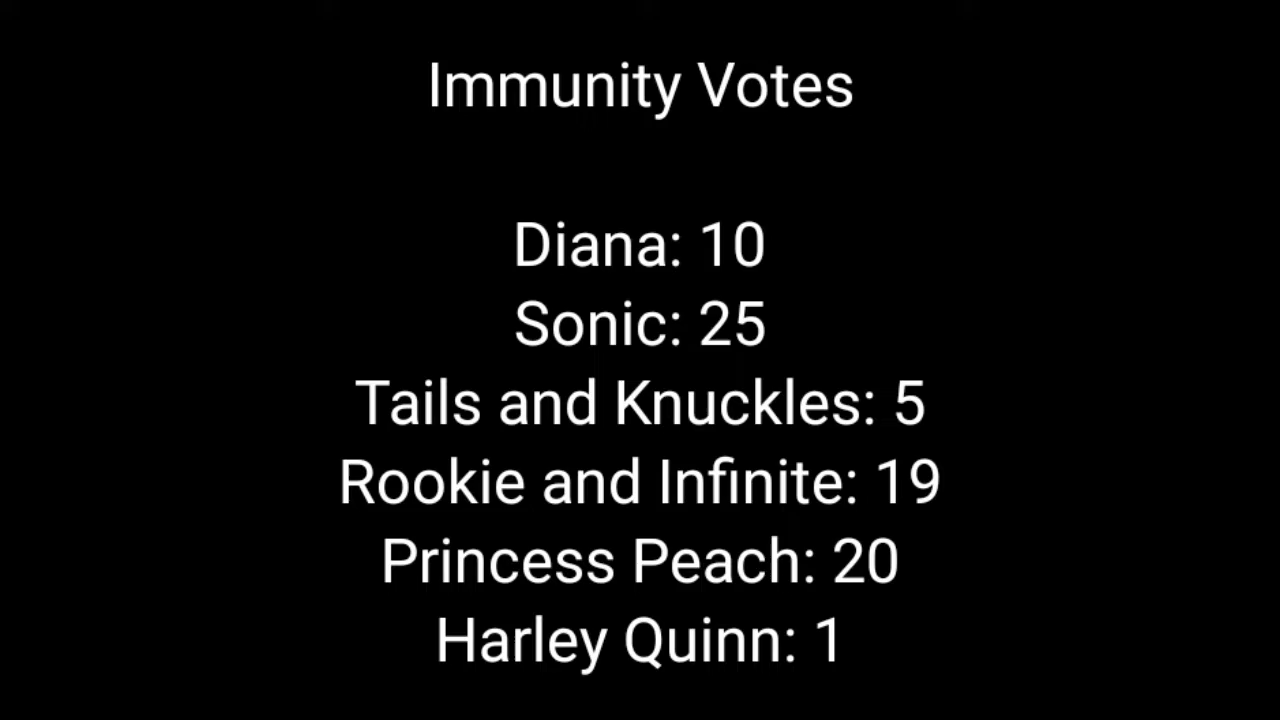 Immunity Votes
Diana: 10
Sonic: 25
Tails and Knuckles: 5
Rookie and Infinite: 19
Princess Peach: 20
Harley Quinn: 1